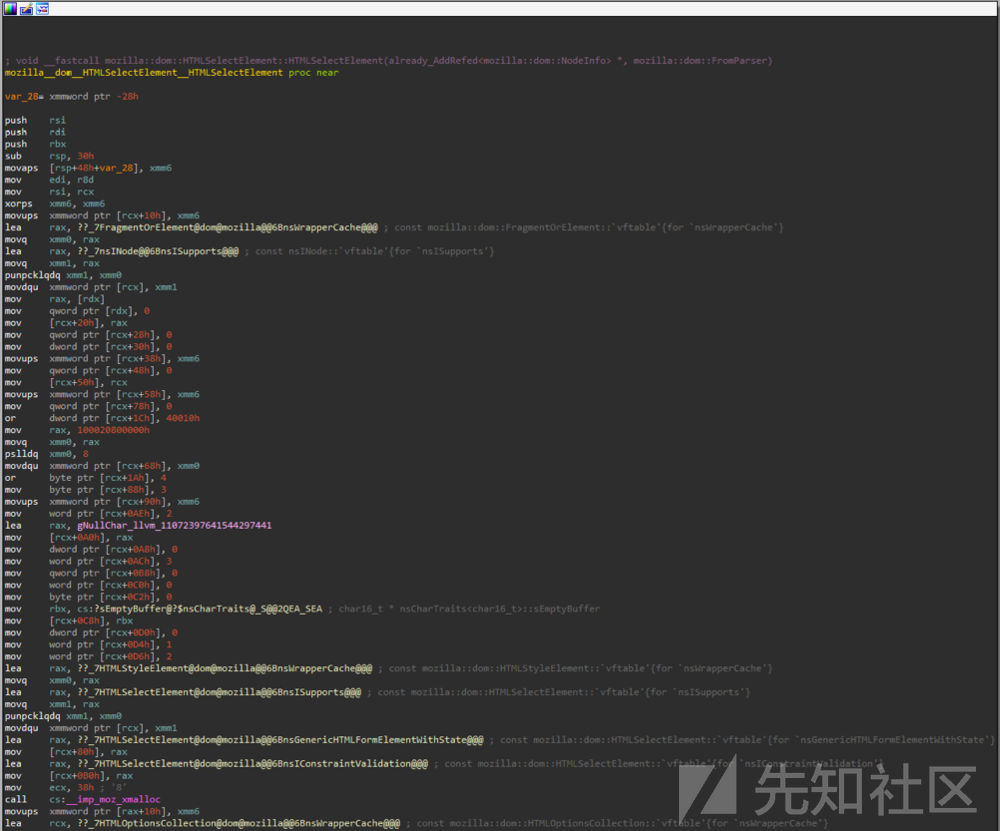 ; void __fastcall mozilla::dom::HTMLSelectElement::HTMLSelectElement(already_AddRefed<mozilla::dom::NodeInfo> *, mozilla::dom::FromParser)
mozilla__dom__HTMLSelectElement__HTMLSelectElement proc near
var_28= xmmword ptr -28h
push rsi
push rdi
push rbx
sub rsp, 30h
movaps [rsp+48h+var_28], xmm6
mov edi, r8d
mov rsi, rcx
xorps xmm6, xmm6
movups xmmword ptr [rcx+10h], xmm6
lea rax, ??_7FragmentOrElement@dom@mozilla@@6BnsWrapperCache@@@ ; const mozilla::dom::FragmentOrElement::`vftable'{for `nsWrapperCache'}
movq xmm0, rax
lea rax, ??_7nsINode@@6BnsISupports@@@ ; const nsINode::`vftable'{for `nsISupports'}
movq xmm1, rax
punpcklqdq xmm1, xmm0
movdqu xmmword ptr [rcx], xmm1
mov rax, [rdx]
mov qword ptr [rdx], 0
mov [rcx+20h], rax
mov qword ptr [rcx+28h], 0
mov dword ptr [rcx+30h], 0
movups xmmword ptr [rcx+38h], xmm6
mov qword ptr [rcx+48h], 0
mov [rcx+50h], rcx
movups xmmword ptr [rcx+58h], xmm6
mov qword ptr [rcx+78h], 0
or dword ptr [rcx+1Ch], 40010h
mov rax, 100020800000h
movq xmm0, rax
pslldq xmm0, 8
movdqu xmmword ptr [rcx+68h], xmm0
or byte ptr [rcx+1Ah], 4
mov byte ptr [rcx+88h], 3
movups xmmword ptr [rcx+90h], xmm6
mov word ptr [rcx+0AEh], 2
lea rax, gNullChar_llvm_11072397641544297441
mov [rcx+0A0h], rax
mov dword ptr [rcx+0A8h], 0
mov word ptr [rcx+0ACh], 3
mov qword ptr [rcx+0B8h], 0
mov word ptr [rcx+0C0h], 0
mov byte ptr [rcx+0C2h], 0
mov rbx, cs:?sEmptyBuffer@?$nsCharTraits@_S@@2QEA_SEA ; char16_t * nsCharTraits<char16_t>::sEmptyBuffer
mov [rcx+0C8h], rbx
mov dword ptr [rcx+0D0h], 0
mov word ptr [rcx+0D4h], 1
mov word ptr [rcx+0D6h], 2
lea rax, ??_7HTMLStyleElement@dom@mozilla@@6BnsWrapperCache@@@ ; const mozilla::dom::HTMLStyleElement::`vftable'{for `nsWrapperCache'}
movq xmm0, rax
lea rax, ??_7HTMLSelectElement@dom@mozilla@@6BnsISupports@@@ ; const mozilla::dom::HTMLSelectElement::`vftable'{for `nsISupports'}
movq xmm1, rax
punpcklqdq xmm1, xmm0
movdqu xmmword ptr [rcx], xmm1
lea rax, ??_7HTMLSelectElement@dom@mozilla@@6BnsGenericHTMLFormElementWithState@@@ ; const mozilla::dom::HTMLSelectElement::`vftable'{for `nsGenericHTMLFormElementWithState'}
mov [rcx+80h], rax
lea rax, ??_7HTMLSelectElement@dom@mozilla@@6BnsIConstraintValidation@@@ ; const mozilla::dom::HTMLSelectElement::`vftable'{for `nsIConstraintValidation'}
mov [rcx+0B0h], rax
mov ecx, 38h ; '8'
call cs:__imp_moz_xmalloc
movups xmmword ptr [rax+10h], xmm6
lea rcx, ??_7HTMLOptionsCollection@dom@mozilla@@6BnsWrapperCache@@@ ; const mozilla::dom::HTMLOptionsCollection::`vftable'{for `nsWrapperCache'}
先知社区